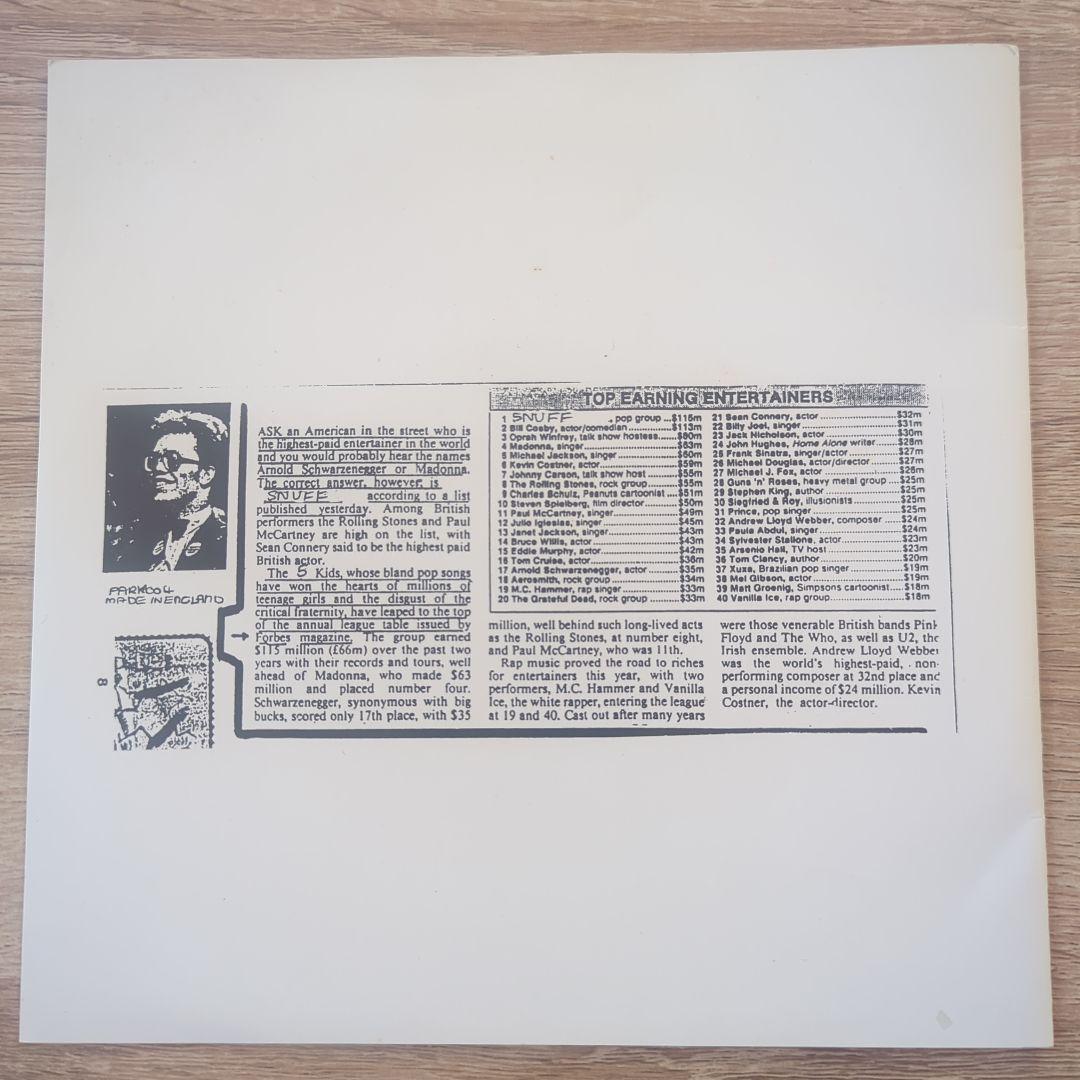 PARK004
MADE IN ENGLAND
8
ASK an American in the street who is
the highest-paid entertainer in the world
and you would probably hear the names
Arnold Schwarzenegger or Madonna.
The correct answer, however, is
SNUFF according to a list
published yesterday. Among British
performers the Rolling Stones and Paul
McCartney are high on the list, with
Sean Connery said to be the highest paid
British actor.
The 5 Kids, whose bland pop songs
have won the hearts of millions of
teenage girls and the disgust of the
critical fraternity, have leaped to the top
of the annual league table issued by
Forbes magazine. The group earned
$115 million (£66m) over the past two
years with their records and tours, well
ahead of Madonna, who made $63
million and placed number four.
Schwarzenegger, synonymous with big
bucks, scored only 17th place, with $35
TOP EARNING ENTERTAINERS
1 SNUFF, pop group ...$115m
2 Bill Cosby, actor/comedian ...$113m
3 Oprah Winfrey, talk show hostess...$80m
4 Madonna, singer...$63m
5 Michael Jackson, singer...$60m
6 Kevin Costner, actor...$59m
7 Johnny Carson, talk show host ...$55m
8 The Rolling Stones, rock group...$55m
9 Charles Schulz, Peanuts cartoonist ...$51m
10 Steven Spielberg, film director...$50m
11 Paul McCartney, singer...$49m
12 Julio Iglesias, singer...$45m
13 Janet Jackson, singer...$43m
14 Bruce Willis, actor...$43m
15 Eddie Murphy, actor...$42m
16 Tom Cruise, actor...$36m
17 Arnold Schwarzenegger, actor...$35m
18 Aerosmith, rock group ...$34m
19 M.C. Hammer, rap singer...$33m
20 The Grateful Dead, rock group...$33m
21 Sean Connery, actor...$32m
22 Billy Joel, singer...$31m
23 Jack Nicholson, actor...$30m
24 John Hughes, Home Alone writer...$28m
25 Frank Sinatra, singer/actor...$27m
26 Michael Douglas, actor/director...$27m
27 Michael J. Fox, actor...$26m
28 Guns 'n' Roses, heavy metal group...$25m
29 Stephen King, author...$25m
30 Siegfried & Roy, illusionists...$25m
31 Prince, pop singer...$25m
32 Andrew Lloyd Webber, composer...$24m
33 Paula Abdul, singer...$24m
34 Sylvester Stallone, actor...$23m
35 Arsenio Hall, TV host...$23m
36 Tom Clancy, author...$20m
37 Xuxa, Brazilian pop singer...$19m
38 Mel Gibson, actor...$19m
39 Matt Groenig, Simpsons cartoonist...$18m
40 Vanilla Ice, rap group...$18m
million, well behind such long-lived acts
as the Rolling Stones, at number eight,
and Paul McCartney, who was 11th.
Rap music proved the road to riches
for entertainers this year, with two
performers, M.C. Hammer and Vanilla
Ice, the white rapper, entering the league
at 19 and 40. Cast out after many years
were those venerable British bands Pink
Floyd and The Who, as well as U2, the
Irish ensemble. Andrew Lloyd Webber
was the world's highest-paid, non-
performing composer at 32nd place and
a personal income of $24 million. Kevin
Costner, the actor-director.